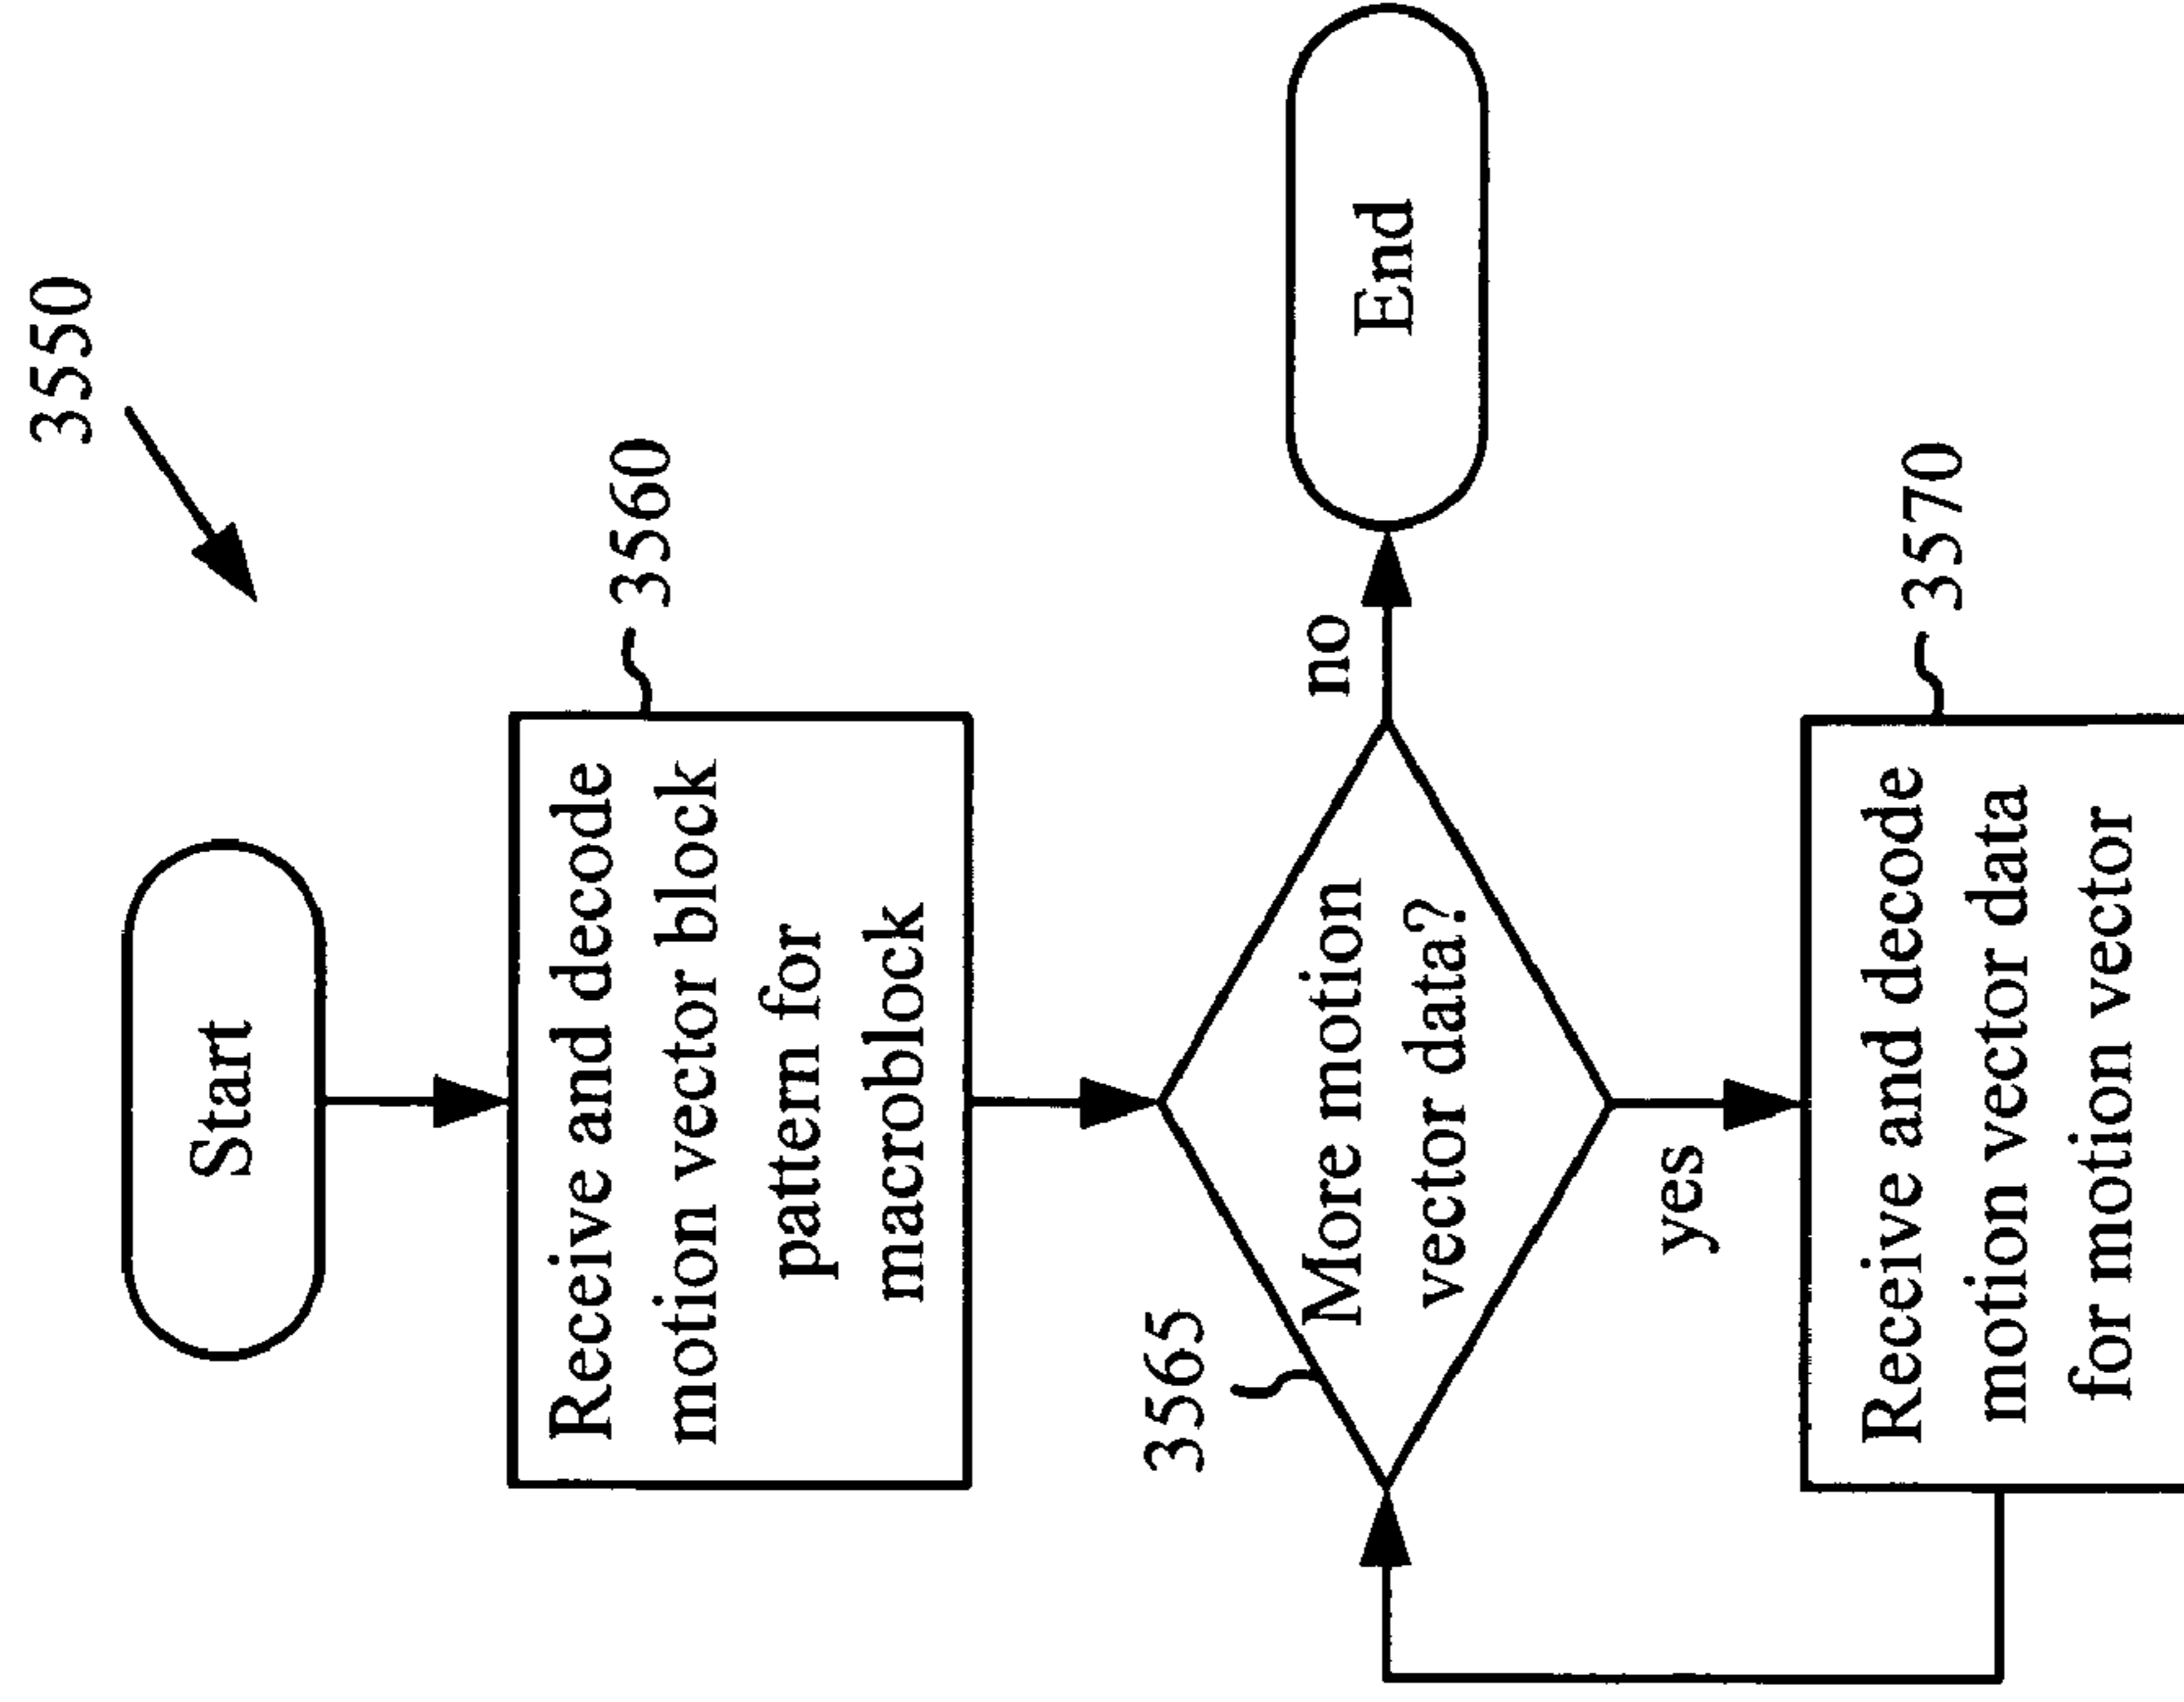 3550
Start
3560
Receive and decode
motion vector block
pattern for
macroblock
3565
More motion
vector data?
no
End
yes
3570
Receive and decode
motion vector data
for motion vector